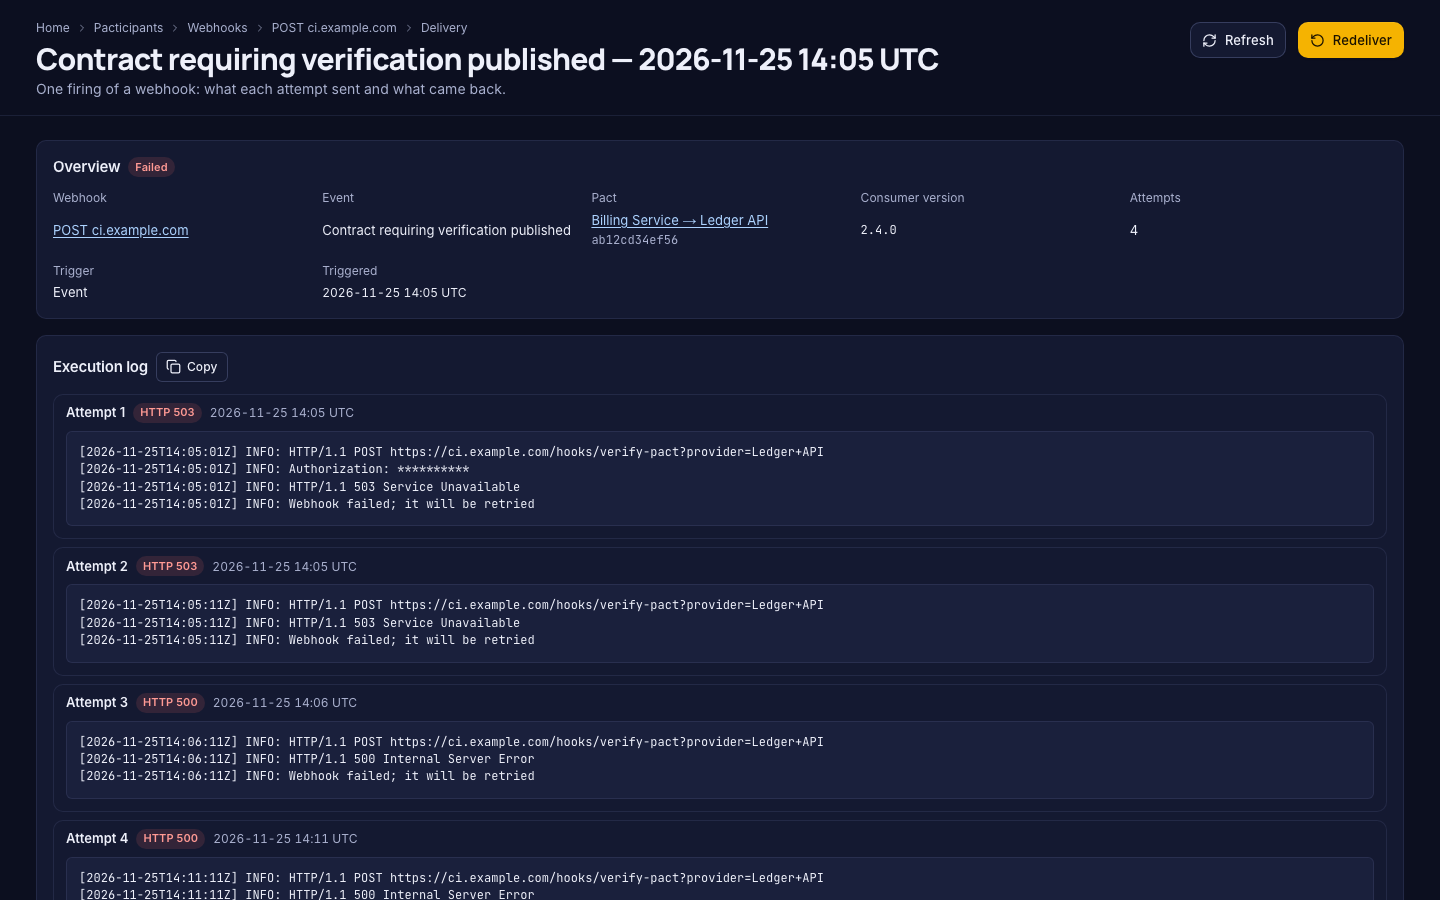 Home > Pacticipants > Webhooks > POST ci.example.com > Delivery
Contract requiring verification published — 2026-11-25 14:05 UTC
One firing of a webhook: what each attempt sent and what came back.
Refresh
Redeliver
Overview Failed
Webhook
POST ci.example.com
Event
Contract requiring verification published
Pact
Billing Service → Ledger API
ab12cd34ef56
Consumer version
2.4.0
Attempts
4
Trigger
Event
Triggered
2026-11-25 14:05 UTC
Execution log Copy
Attempt 1 HTTP 503 2026-11-25 14:05 UTC
[2026-11-25T14:05:01Z] INFO: HTTP/1.1 POST https://ci.example.com/hooks/verify-pact?provider=Ledger+API
[2026-11-25T14:05:01Z] INFO: Authorization: **********
[2026-11-25T14:05:01Z] INFO: HTTP/1.1 503 Service Unavailable
[2026-11-25T14:05:01Z] INFO: Webhook failed; it will be retried
Attempt 2 HTTP 503 2026-11-25 14:05 UTC
[2026-11-25T14:05:11Z] INFO: HTTP/1.1 POST https://ci.example.com/hooks/verify-pact?provider=Ledger+API
[2026-11-25T14:05:11Z] INFO: HTTP/1.1 503 Service Unavailable
[2026-11-25T14:05:11Z] INFO: Webhook failed; it will be retried
Attempt 3 HTTP 500 2026-11-25 14:06 UTC
[2026-11-25T14:06:11Z] INFO: HTTP/1.1 POST https://ci.example.com/hooks/verify-pact?provider=Ledger+API
[2026-11-25T14:06:11Z] INFO: HTTP/1.1 500 Internal Server Error
[2026-11-25T14:06:11Z] INFO: Webhook failed; it will be retried
Attempt 4 HTTP 500 2026-11-25 14:11 UTC
[2026-11-25T14:11:11Z] INFO: HTTP/1.1 POST https://ci.example.com/hooks/verify-pact?provider=Ledger+API
[2026-11-25T14:11:11Z] INFO: HTTP/1.1 500 Internal Server Error